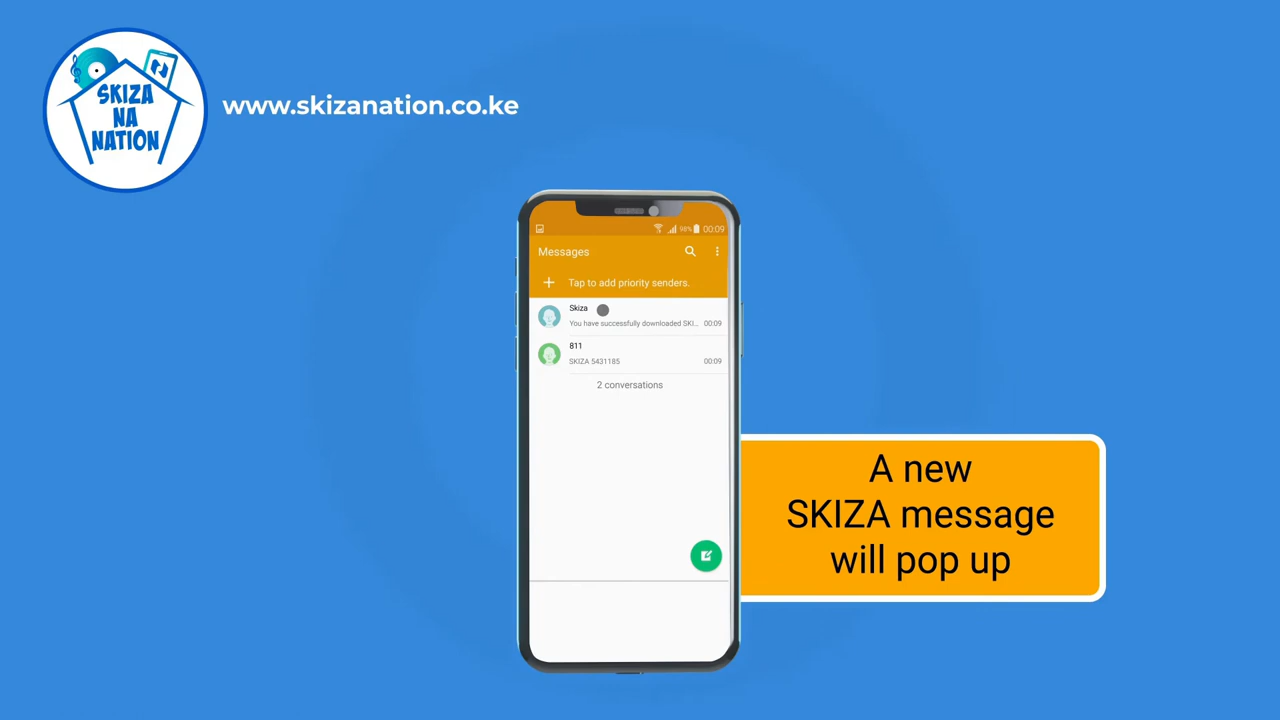 SKIZA
NA
NATION
www.skizanation.co.ke
98% 00:09
Messages
Tap to add priority senders.
Skiza
You have successfully downloaded SKI... 00:09
811
SKIZA 5431185 00:09
2 conversations
A new
SKIZA message
will pop up